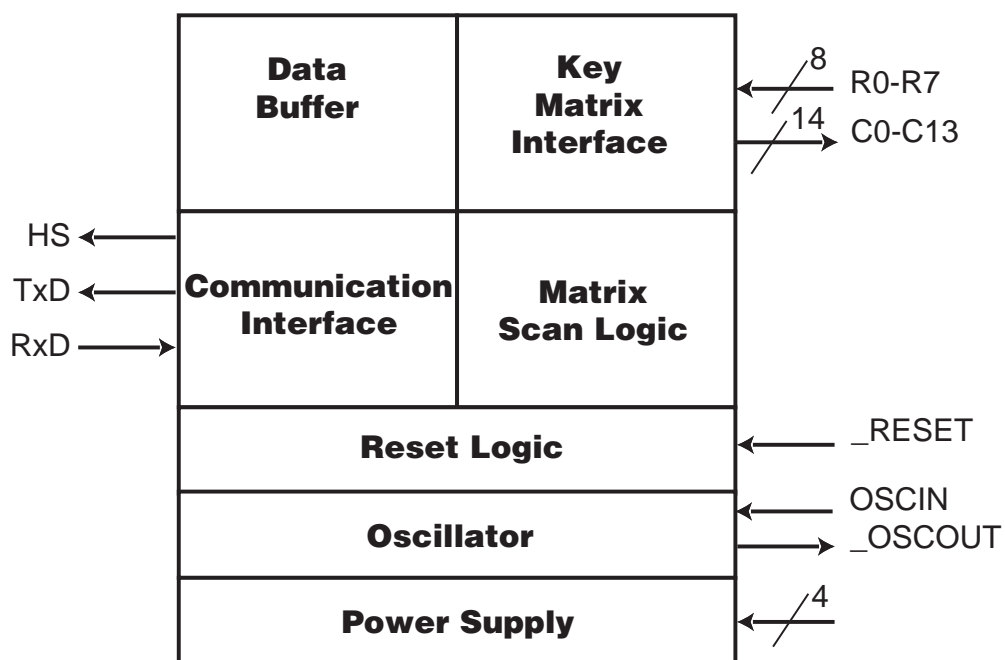 Data
Buffer
Key
Matrix
Interface
8
R0-R7
14
C0-C13
HS
TxD
RxD
Communication
Interface
Matrix
Scan Logic
Reset Logic
_RESET
Oscillator
OSCIN
_OSCOUT
Power Supply
4